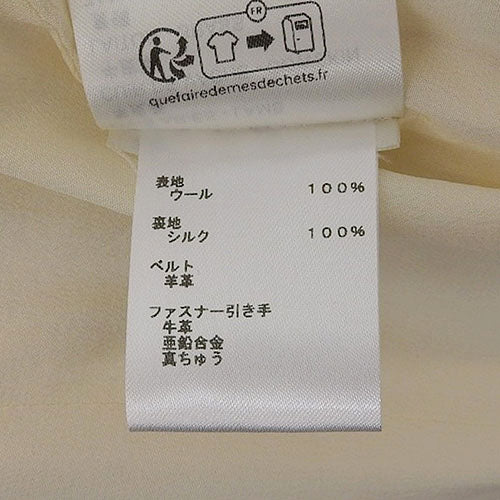 FR
quefairedemesdechets.fr
表地
ウール 100%
裏地
シルク 100%
ベルト
羊革
ファスナー引き手
牛革
亜鉛合金
真ちゅう